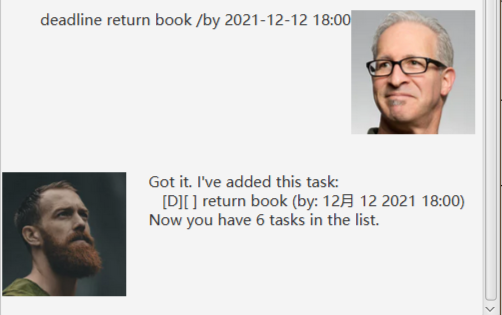 deadline return book /by 2021-12-12 18:00
Got it. I've added this task:
[D][ ] return book (by: 12月 12 2021 18:00)
Now you have 6 tasks in the list.